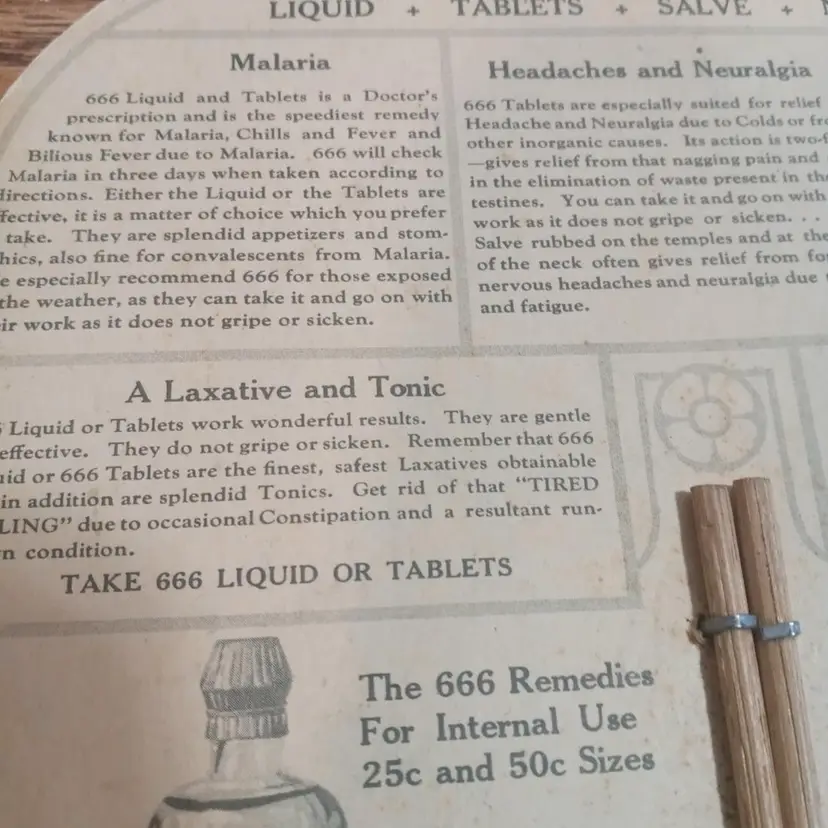 LIQUID + TABLETS + SALVE +
Malaria
666 Liquid and Tablets is a Doctor's
prescription and is the speediest remedy
known for Malaria, Chills and Fever and
Bilious Fever due to Malaria. 666 will check
Malaria in three days when taken according to
directions. Either the Liquid or the Tablets are
fective, it is a matter of choice which you prefer
take. They are splendid appetizers and stom-
hics, also fine for convalescents from Malaria.
e especially recommend 666 for those exposed
the weather, as they can take it and go on with
ir work as it does not gripe or sicken.
Headaches and Neuralgia
666 Tablets are especially suited for relief
Headache and Neuralgia due to Colds or fr
other inorganic causes. Its action is two-f
—gives relief from that nagging pain and
in the elimination of waste present in the
testines. You can take it and go on with
work as it does not gripe or sicken. . .
Salve rubbed on the temples and at the
of the neck often gives relief from fo
nervous headaches and neuralgia due
and fatigue.
A Laxative and Tonic
Liquid or Tablets work wonderful results. They are gentle
effective. They do not gripe or sicken. Remember that 666
uid or 666 Tablets are the finest, safest Laxatives obtainable
in addition are splendid Tonics. Get rid of that "TIRED
LING" due to occasional Constipation and a resultant run-
n condition.
TAKE 666 LIQUID OR TABLETS
The 666 Remedies
For Internal Use
25c and 50c Sizes